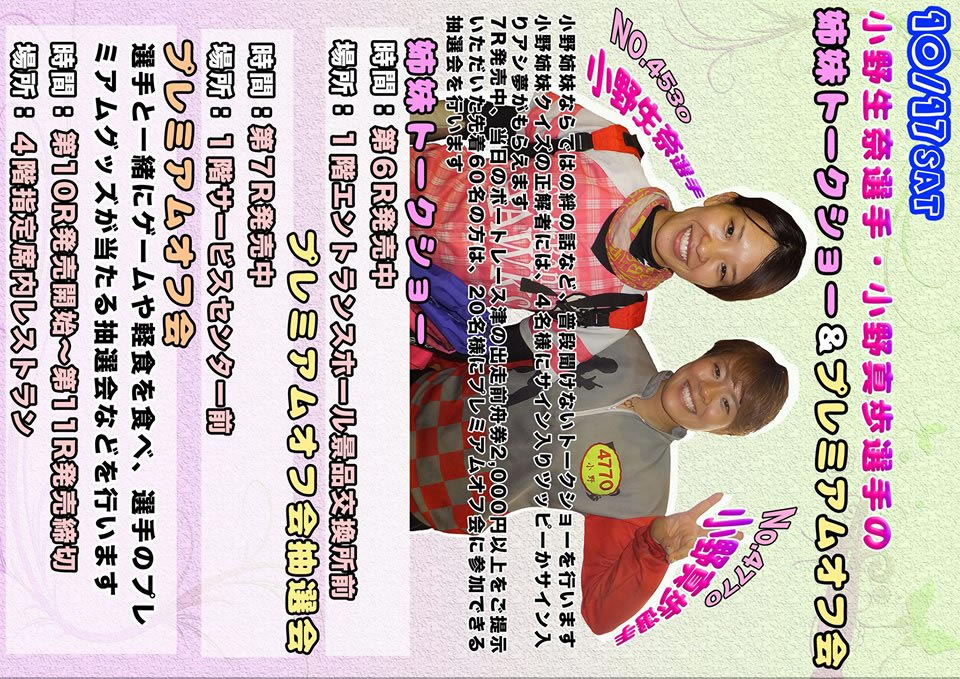 10/17SAT
小野生奈選手・小野真歩選手の
姉妹トークショー&プレミアムオフ会
NO.4530
小野生奈選手
NO.4770
小野真歩選手
4770
小野
小野姉妹ならではの絆の話など、普段聞けないトークショーを行います
小野姉妹クイズの正解者には、4名様にサイン入りツッピーかサイン入
りアシ夢がもらえます
7R発売中、当日のボートレース津の出走前舟券2,000円以上をご提示
いただいた先着60名の方は、20名様にプレミアムオフ会に参加できる
抽選会を行います
姉妹トークショー
時間：第6R発売中
場所：1階エントランスホール景品交換所前
プレミアムオフ会抽選会
時間：第7R発売中
場所：1階サービスセンター前
プレミアムオフ会
選手と一緒にゲームや軽食を食べ、選手のプレ
ミアムグッズが当たる抽選会などを行います
時間：第10R発売開始～第11R発売締切
場所：4階指定席内レストラン